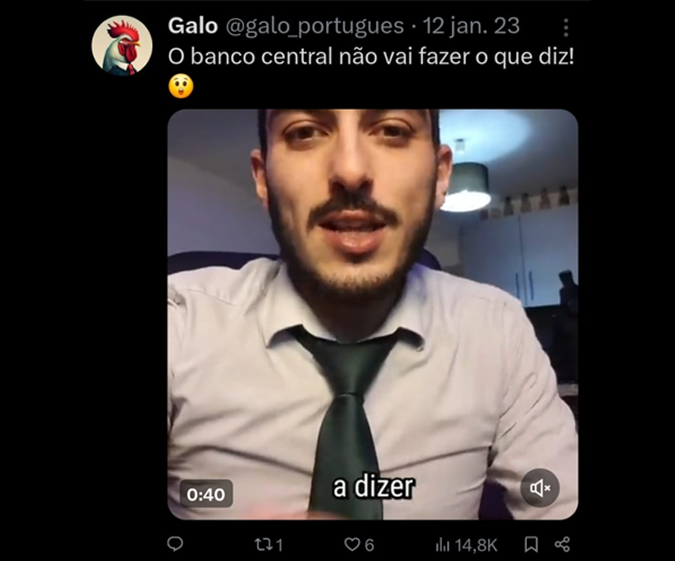 Galo @galo_portugues · 12 jan. 23
O banco central não vai fazer o que diz!
😲
a dizer
0:40
1 6 14,8K